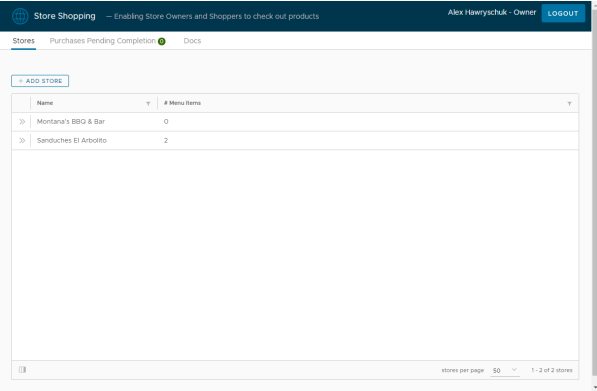 Store Shopping — Enabling Store Owners and Shoppers to check out products Alex Hawryschuk - Owner LOGOUT
Stores Purchases Pending Completion 0 Docs
+ ADD STORE
Name # Menu Items
Montana's BBQ & Bar 0
Sanduches El Arbolito 2
stores per page 50 1 - 2 of 2 stores